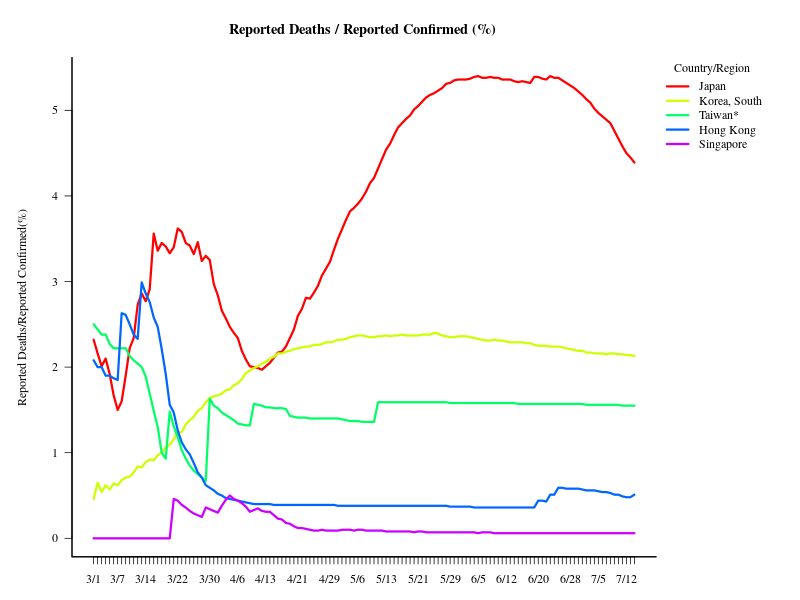 Reported Deaths / Reported Confirmed (%)
Country/Region
Japan
Korea, South
Taiwan*
Hong Kong
Singapore
Reported Deaths/Reported Confirmed(%)
5
4
3
2
1
0
3/1 3/7 3/14 3/22 3/30 4/6 4/13 4/21 4/29 5/6 5/13 5/21 5/29 6/5 6/12 6/20 6/28 7/5 7/12